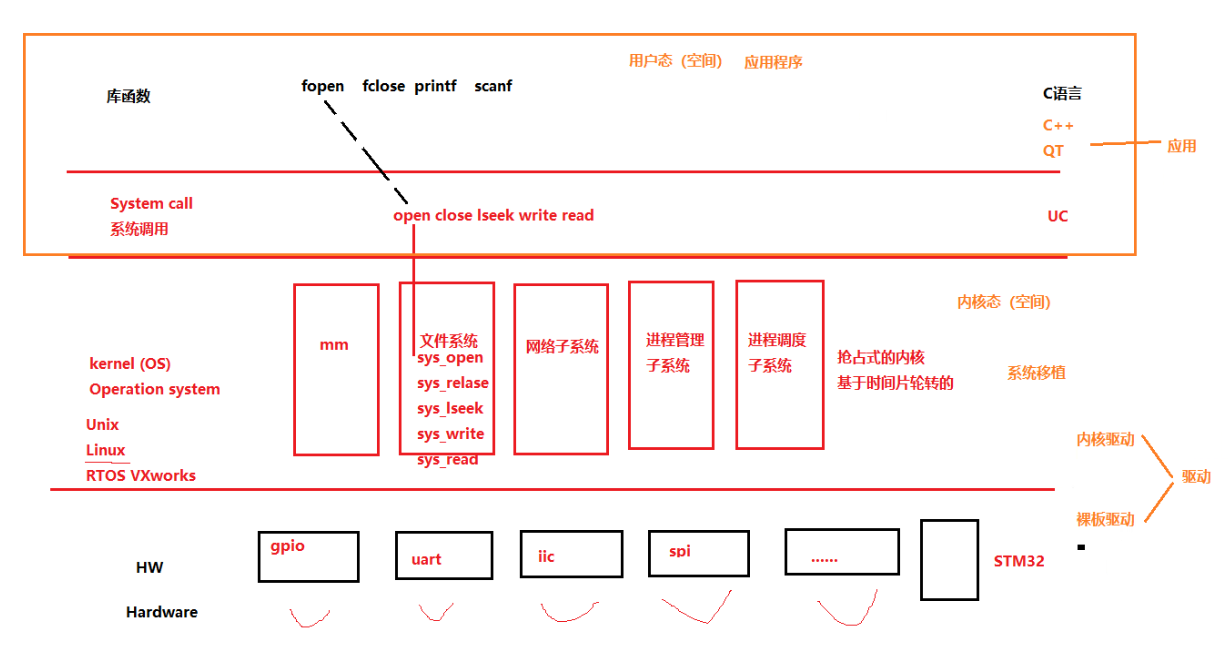 用户态（空间） 应用程序
库函数
fopen fclose printf scanf
C语言
C++
QT
应用
System call
系统调用
open close lseek write read
UC
内核态（空间）
kernel (OS)
Operation system
Unix
Linux
RTOS VXworks
mm
文件系统
sys_open
sys_relase
sys_lseek
sys_write
sys_read
网络子系统
进程管理
子系统
进程调度
子系统
抢占式的内核
基于时间片轮转的
系统移植
内核驱动
驱动
裸板驱动
HW
Hardware
gpio
uart
iic
spi
......
STM32